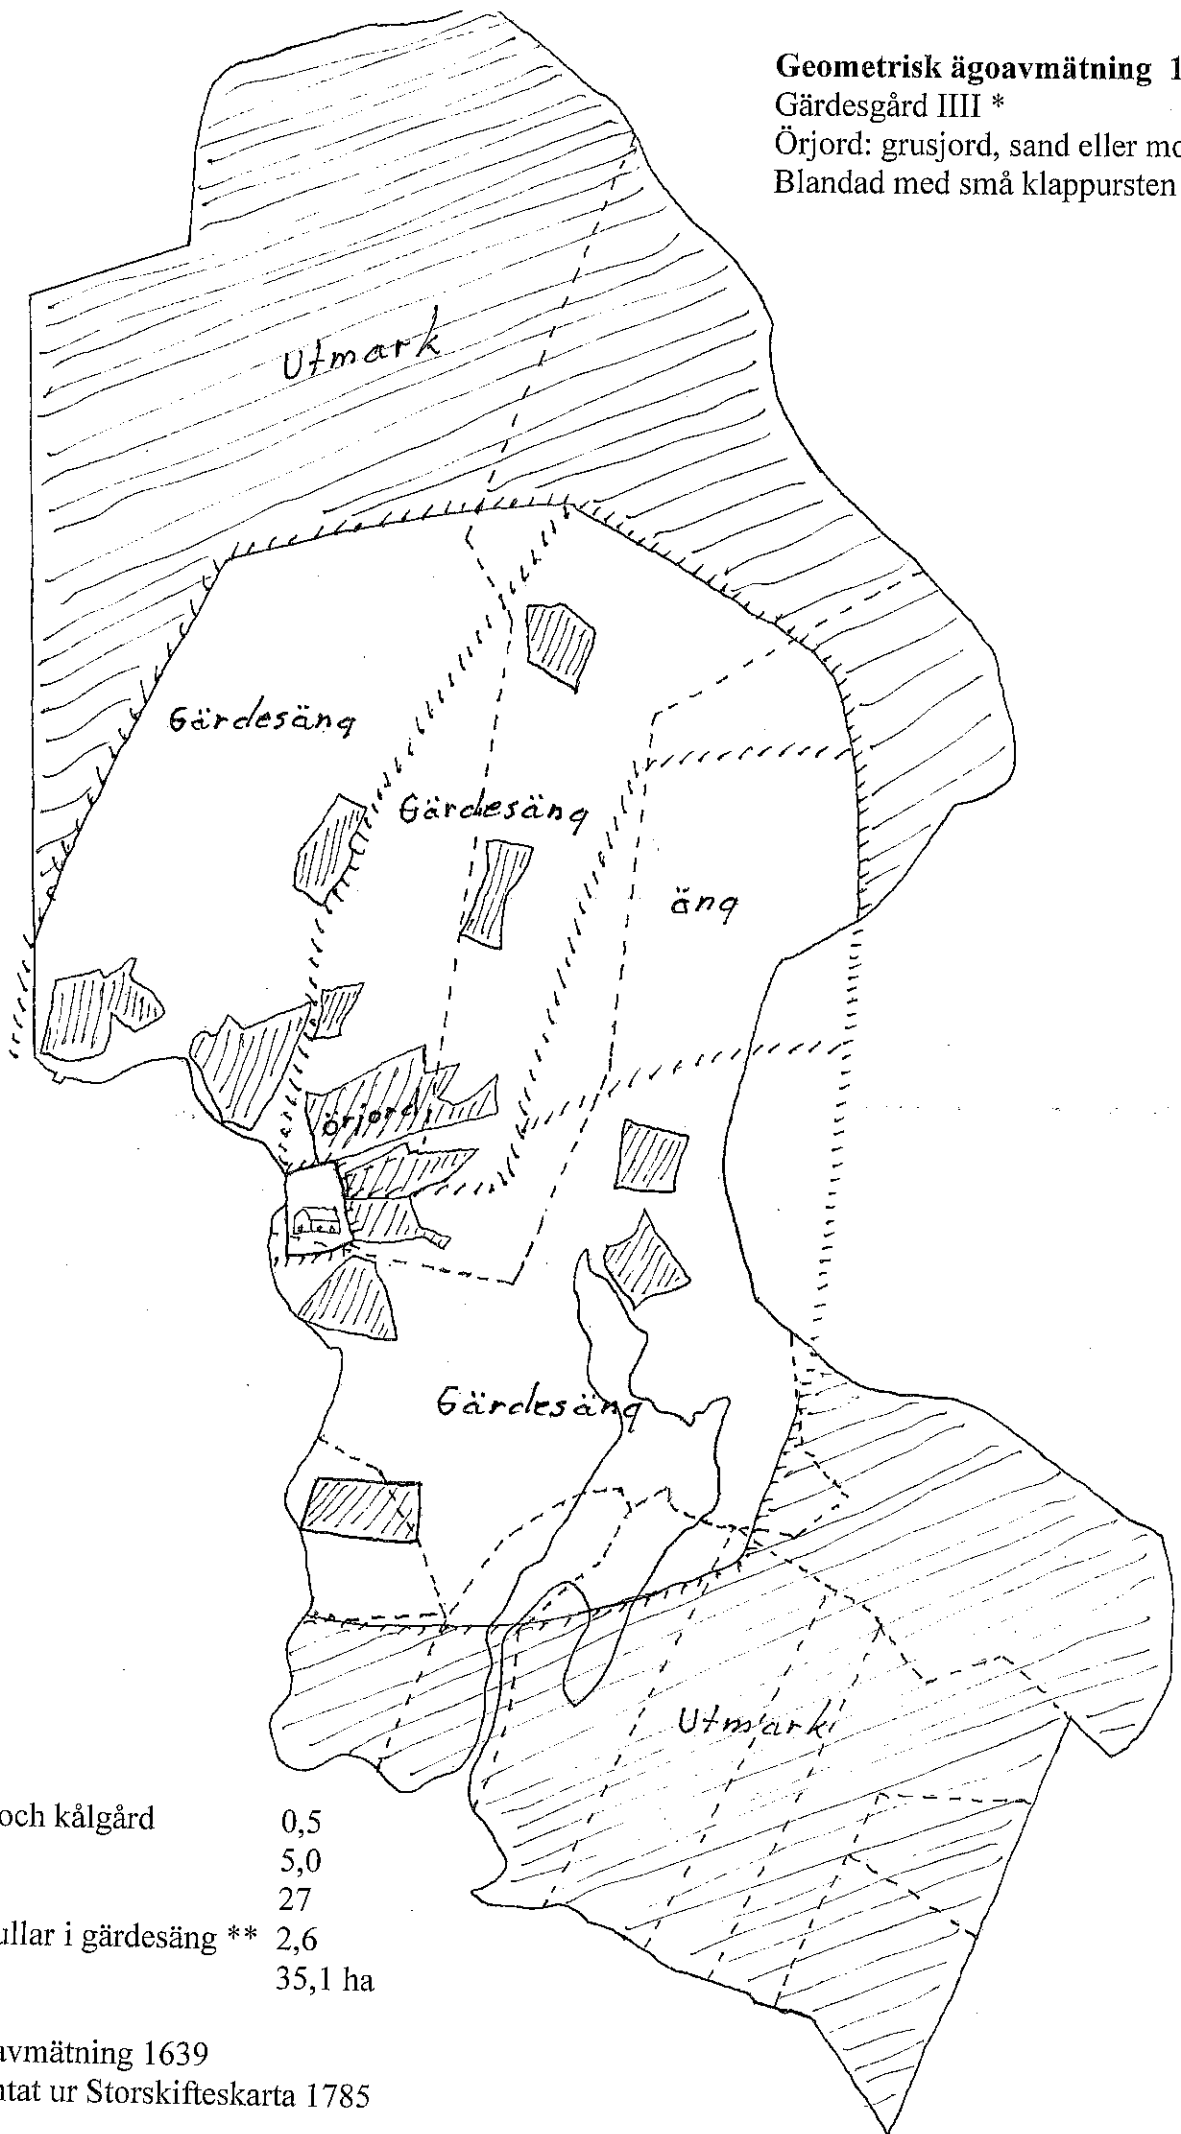 Geometrisk ägoavmätning 1
Gärdesgård IIII *
Örjord: grusjord, sand eller mo
Blandad med små klappursten
Utmark
Gärdesäng
Gärdesäng
äng
örjord
Gärdesäng
Utmark
och kålgård 0,5
5,0
27
ullar i gärdesäng ** 2,6
35,1 ha
avmätning 1639
ntat ur Storskifteskarta 1785